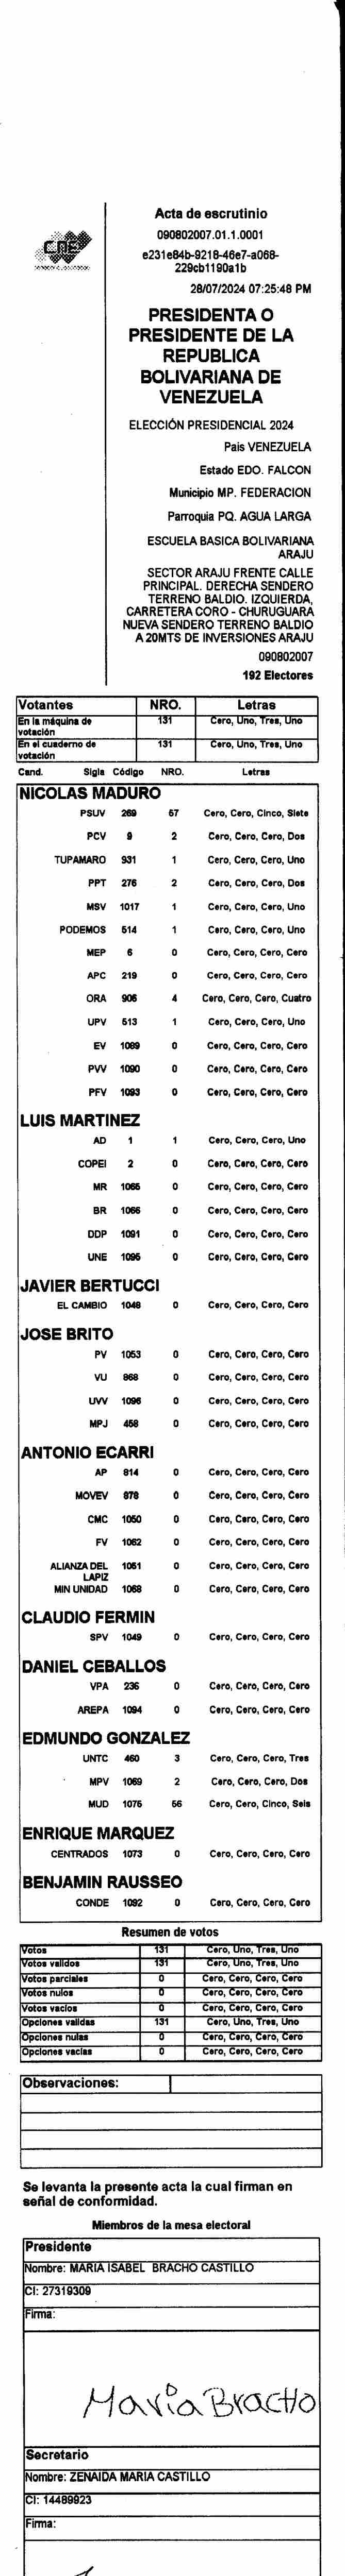 CNE
Acta de escrutinio
090802007.01.1.0001
e231e84b-9218-46e7-a068-
229cb1190a1b
28/07/2024 07:25:48 PM
PRESIDENTA O
PRESIDENTE DE LA
REPUBLICA
BOLIVARIANA DE
VENEZUELA
ELECCIÓN PRESIDENCIAL 2024
Pais VENEZUELA
Estado EDO. FALCON
Municipio MP. FEDERACION
Parroquia PQ. AGUA LARGA
ESCUELA BASICA BOLIVARIANA
ARAJU
SECTOR ARAJU FRENTE CALLE
PRINCIPAL. DERECHA SENDERO
TERRENO BALDIO. IZQUIERDA,
CARRETERA CORO - CHURUGUARA
NUEVA SENDERO TERRENO BALDIO
A 20MTS DE INVERSIONES ARAJU
090802007
192 Electores
Votantes NRO. Letras
En la máquina de 131 Cero, Uno, Tres, Uno
votación
En el cuaderno de 131 Cero, Uno, Tres, Uno
votación
Cand. Sigla Código NRO. Letras
NICOLAS MADURO
PSUV 269 57 Cero, Cero, Cinco, Siete
PCV 9 2 Cero, Cero, Cero, Dos
TUPAMARO 931 1 Cero, Cero, Cero, Uno
PPT 276 2 Cero, Cero, Cero, Dos
MSV 1017 1 Cero, Cero, Cero, Uno
PODEMOS 514 1 Cero, Cero, Cero, Uno
MEP 6 0 Cero, Cero, Cero, Cero
APC 219 0 Cero, Cero, Cero, Cero
ORA 906 4 Cero, Cero, Cero, Cuatro
UPV 513 1 Cero, Cero, Cero, Uno
EV 1089 0 Cero, Cero, Cero, Cero
PVV 1090 0 Cero, Cero, Cero, Cero
PFV 1093 0 Cero, Cero, Cero, Cero
LUIS MARTINEZ
AD 1 1 Cero, Cero, Cero, Uno
COPEI 2 0 Cero, Cero, Cero, Cero
MR 1065 0 Cero, Cero, Cero, Cero
BR 1066 0 Cero, Cero, Cero, Cero
DDP 1091 0 Cero, Cero, Cero, Cero
UNE 1095 0 Cero, Cero, Cero, Cero
JAVIER BERTUCCI
EL CAMBIO 1048 0 Cero, Cero, Cero, Cero
JOSE BRITO
PV 1053 0 Cero, Cero, Cero, Cero
VU 868 0 Cero, Cero, Cero, Cero
UVV 1096 0 Cero, Cero, Cero, Cero
MPJ 458 0 Cero, Cero, Cero, Cero
ANTONIO ECARRI
AP 814 0 Cero, Cero, Cero, Cero
MOVEV 878 0 Cero, Cero, Cero, Cero
CMC 1050 0 Cero, Cero, Cero, Cero
FV 1062 0 Cero, Cero, Cero, Cero
ALIANZA DEL 1051 0 Cero, Cero, Cero, Cero
LAPIZ
MIN UNIDAD 1068 0 Cero, Cero, Cero, Cero
CLAUDIO FERMIN
SPV 1049 0 Cero, Cero, Cero, Cero
DANIEL CEBALLOS
VPA 236 0 Cero, Cero, Cero, Cero
AREPA 1094 0 Cero, Cero, Cero, Cero
EDMUNDO GONZALEZ
UNTC 460 3 Cero, Cero, Cero, Tres
MPV 1069 2 Cero, Cero, Cero, Dos
MUD 1075 56 Cero, Cero, Cinco, Seis
ENRIQUE MARQUEZ
CENTRADOS 1073 0 Cero, Cero, Cero, Cero
BENJAMIN RAUSSEO
CONDE 1092 0 Cero, Cero, Cero, Cero
Resumen de votos
Votos 131 Cero, Uno, Tres, Uno
Votos validos 131 Cero, Uno, Tres, Uno
Votos parciales 0 Cero, Cero, Cero, Cero
Votos nulos 0 Cero, Cero, Cero, Cero
Votos vacios 0 Cero, Cero, Cero, Cero
Opciones validas 131 Cero, Uno, Tres, Uno
Opciones nulas 0 Cero, Cero, Cero, Cero
Opciones vacias 0 Cero, Cero, Cero, Cero
Observaciones:
Se levanta la presente acta la cual firman en
señal de conformidad.
Miembros de la mesa electoral
Presidente
Nombre: MARIA ISABEL BRACHO CASTILLO
CI: 27319309
Firma:
Maria Bracho
Secretario
Nombre: ZENAIDA MARIA CASTILLO
CI: 14489923
Firma: